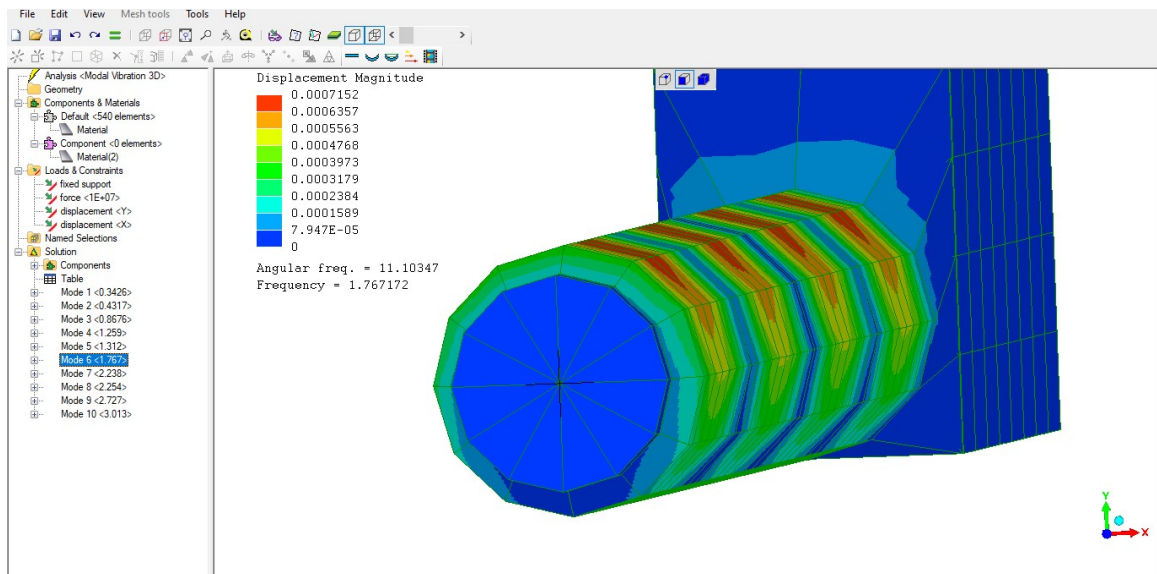 File Edit View Mesh tools Tools Help
Analysis <Modal Vibration 3D>
Geometry
Components & Materials
Default <540 elements>
Material
Component <0 elements>
Material(2)
Loads & Constraints
fixed support
force <1E+07>
displacement <Y>
displacement <X>
Named Selections
Solution
Components
Table
Mode 1 <0.3426>
Mode 2 <0.4317>
Mode 3 <0.8676>
Mode 4 <1.259>
Mode 5 <1.312>
Mode 6 <1.767>
Mode 7 <2.238>
Mode 8 <2.254>
Mode 9 <2.727>
Mode 10 <3.013>
Displacement Magnitude
0.0007152
0.0006357
0.0005563
0.0004768
0.0003973
0.0003179
0.0002384
0.0001589
7.947E-05
0
Angular freq. = 11.10347
Frequency = 1.767172
Y
X